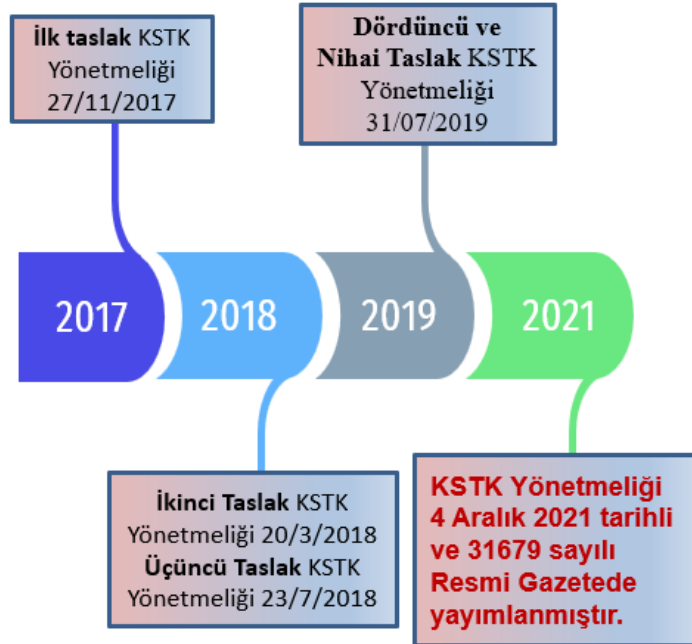 İlk taslak KSTK
Yönetmeliği
27/11/2017
Dördüncü ve
Nihai Taslak KSTK
Yönetmeliği
31/07/2019
2017
2018
2019
2021
İkinci Taslak KSTK
Yönetmeliği 20/3/2018
Üçüncü Taslak KSTK
Yönetmeliği 23/7/2018
KSTK Yönetmeliği
4 Aralık 2021 tarihli
ve 31679 sayılı
Resmi Gazetede
yayımlanmıştır.